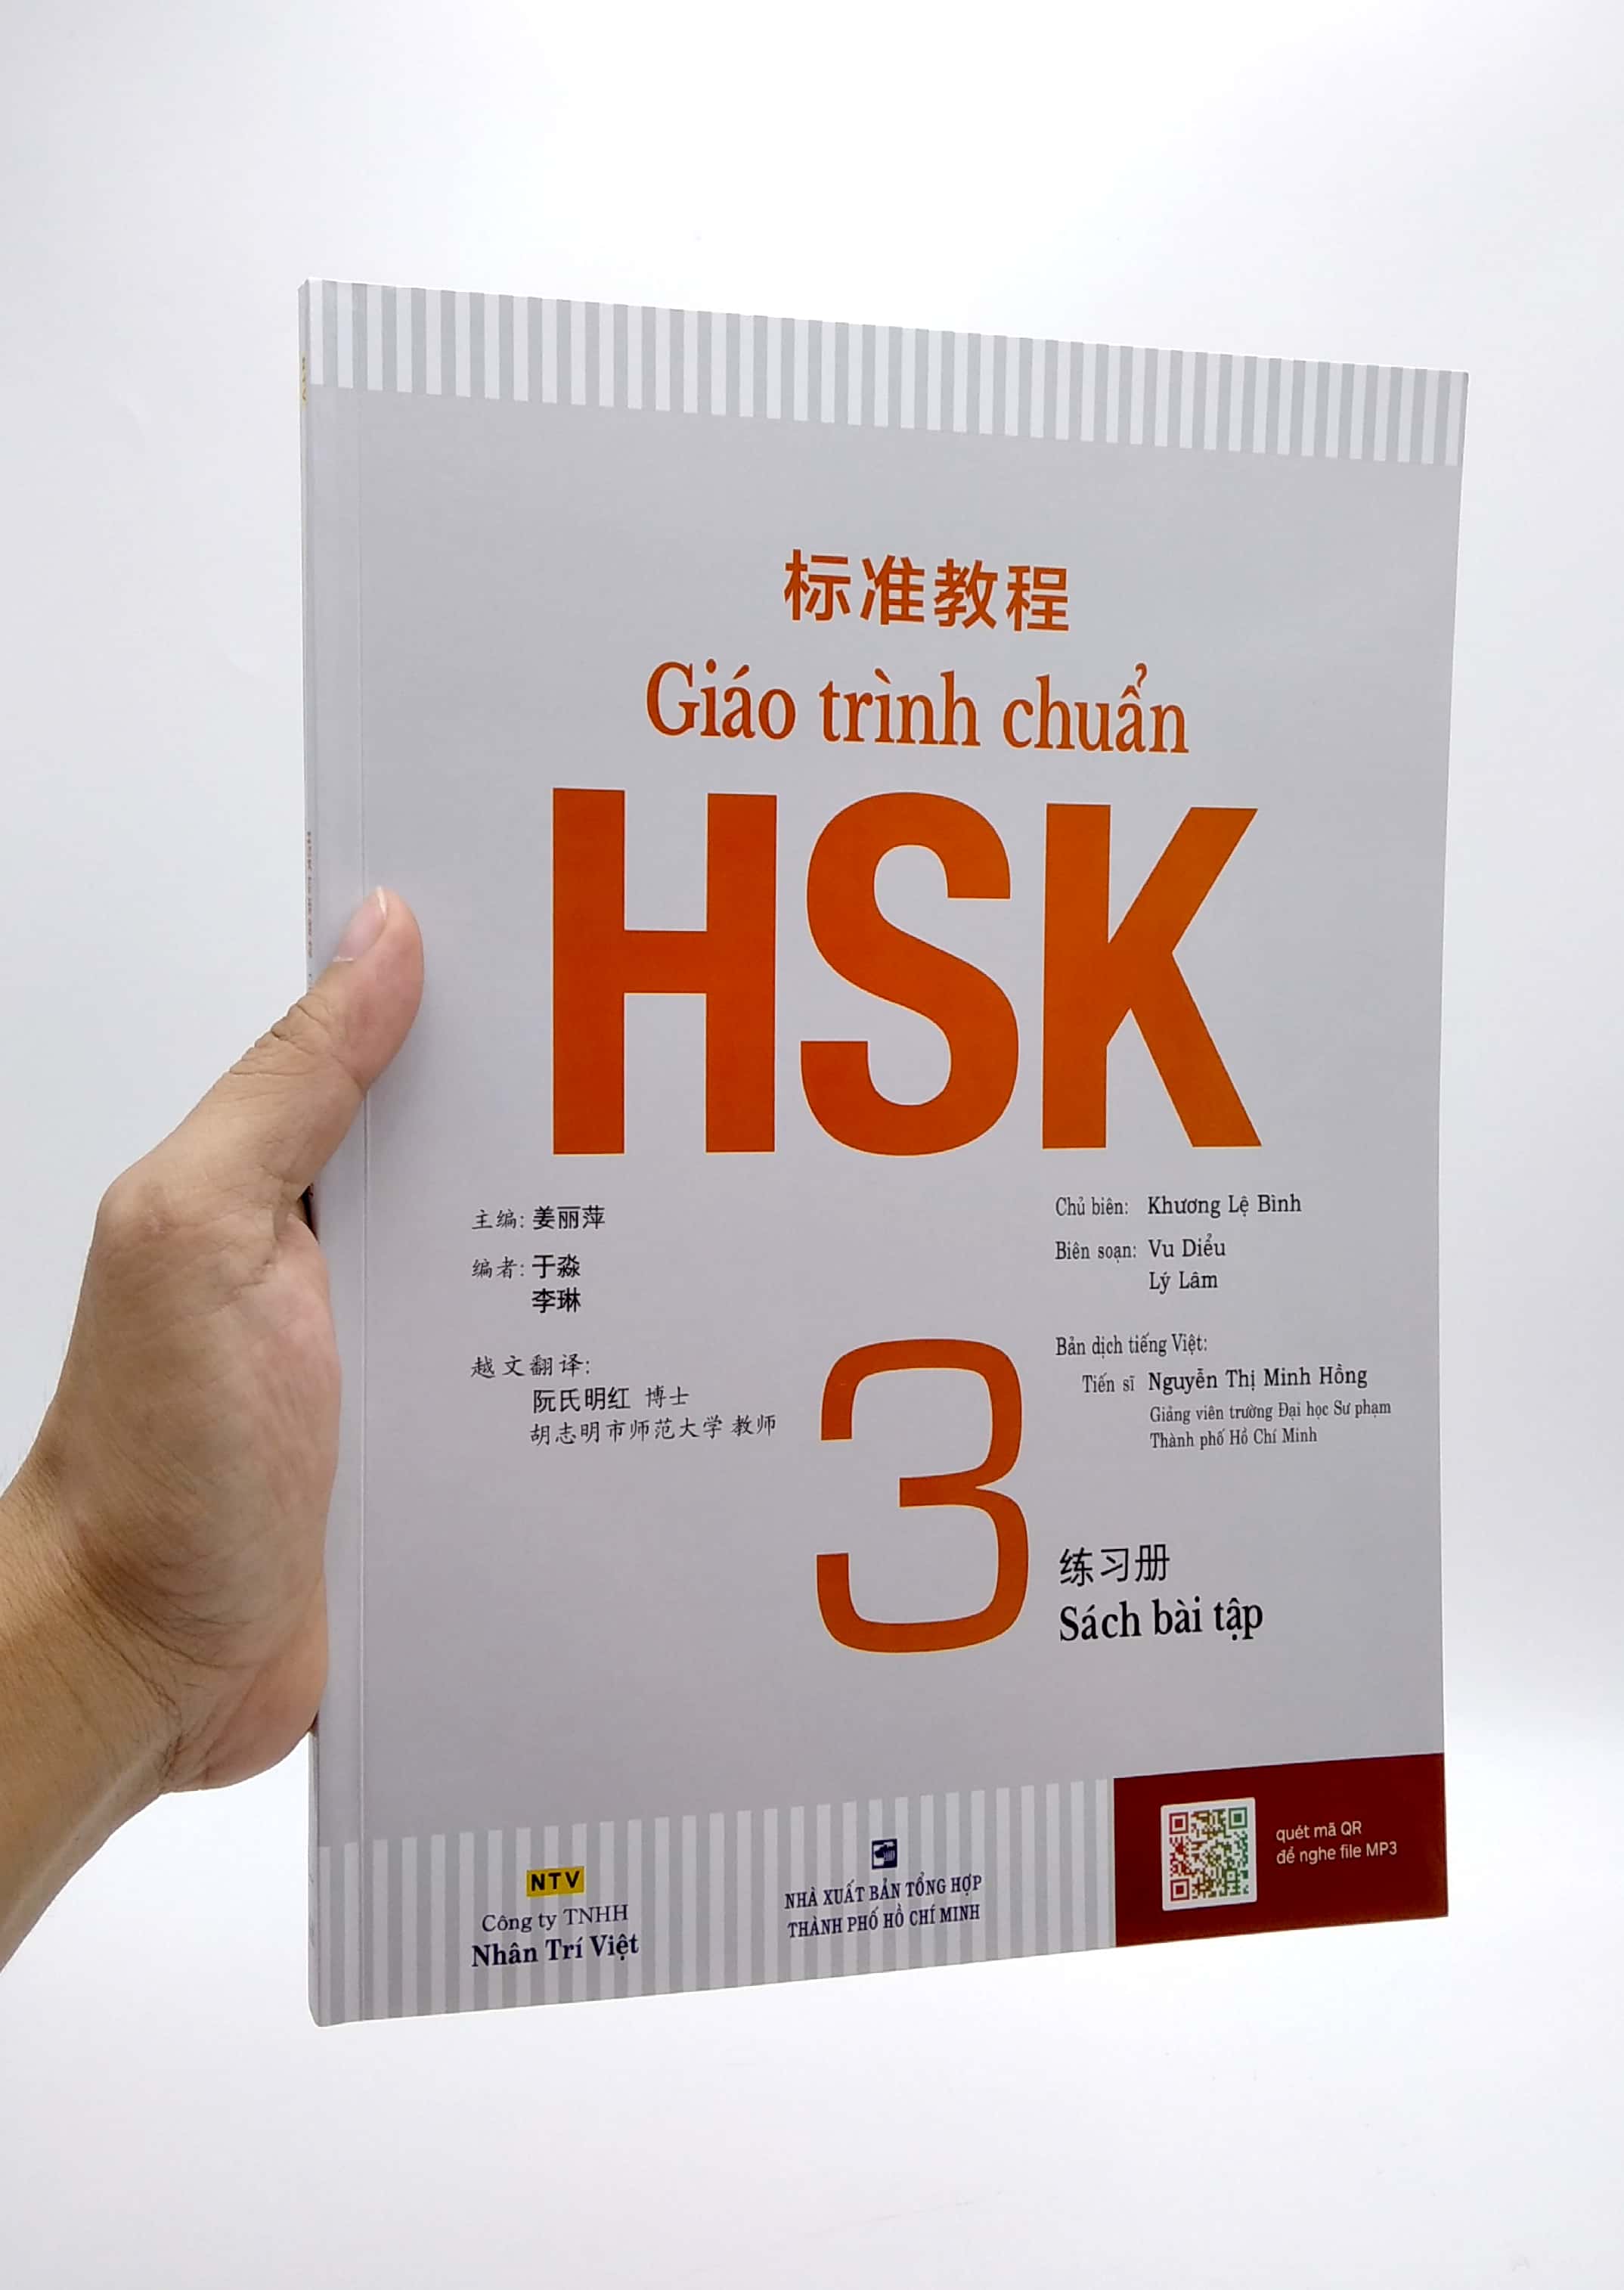 标准教程
Giáo trình chuẩn
HSK
主编: 姜丽萍
编者: 于淼
李琳
越文翻译:
阮氏明红 博士
胡志明市师范大学 教师
Chủ biên: Khương Lệ Bình
Biên soạn: Vu Diểu
Lý Lâm
Bản dịch tiếng Việt:
Tiến sĩ Nguyễn Thị Minh Hồng
Giảng viên trường Đại học Sư phạm
Thành phố Hồ Chí Minh
3
练习册
Sách bài tập
NTV
Công ty TNHH
Nhân Trí Việt
NHÀ XUẤT BẢN TỔNG HỢP
THÀNH PHỐ HỒ CHÍ MINH
quét mã QR
để nghe file MP3